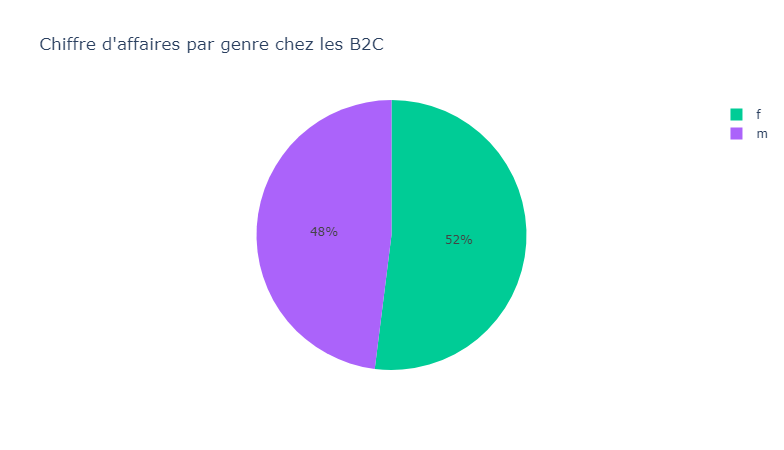 Chiffre d'affaires par genre chez les B2C
f
m
48%
52%